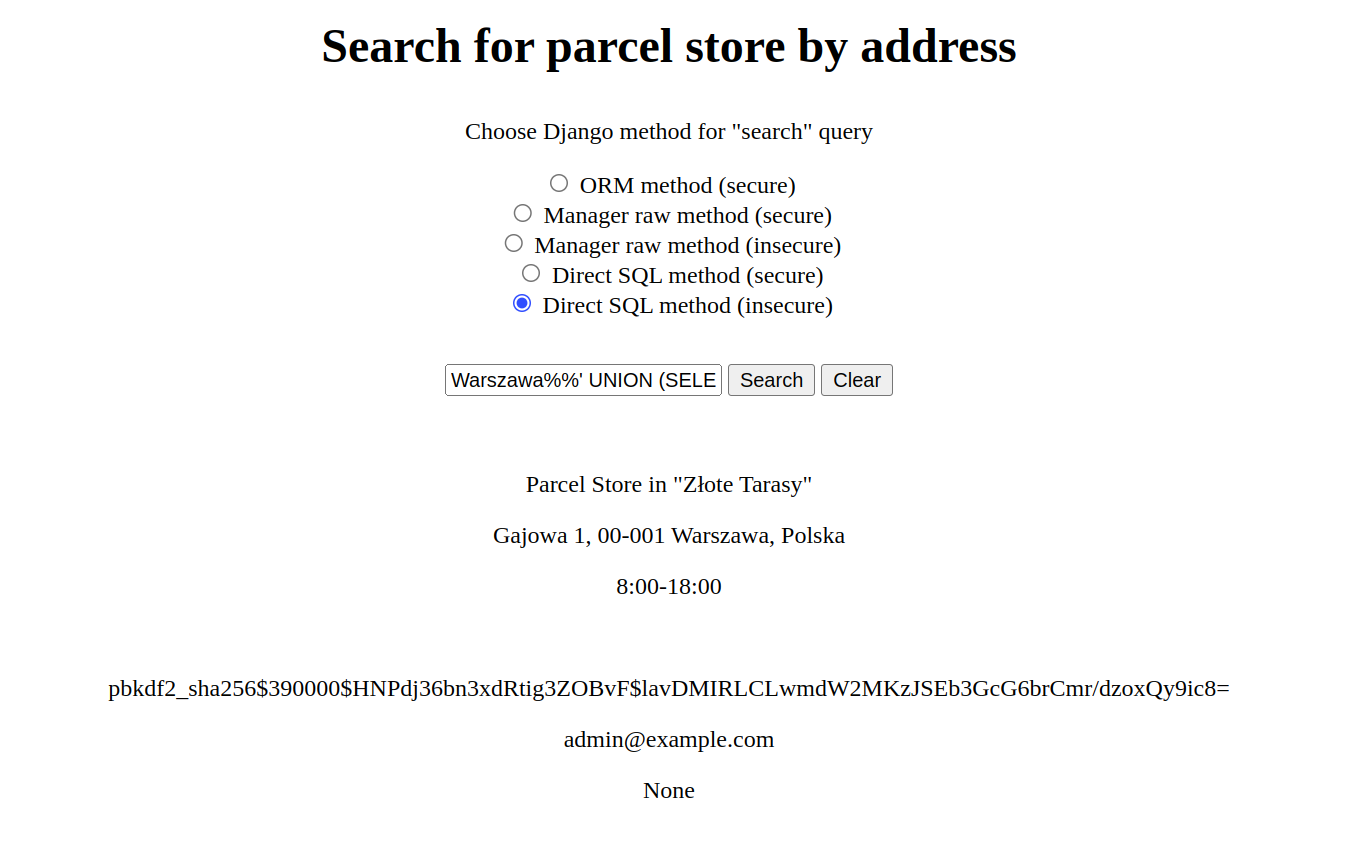 Search for parcel store by address
Choose Django method for "search" query
ORM method (secure)
Manager raw method (secure)
Manager raw method (insecure)
Direct SQL method (secure)
Direct SQL method (insecure)
Warszawa%%' UNION (SELE Search Clear
Parcel Store in "Złote Tarasy"
Gajowa 1, 00-001 Warszawa, Polska
8:00-18:00
pbkdf2_sha256$390000$HNPdj36bn3xdRtig3ZOBvF$lavDMIRLCLwmdW2MKzJSEb3GcG6brCmr/dzoxQy9ic8=
admin@example.com
None